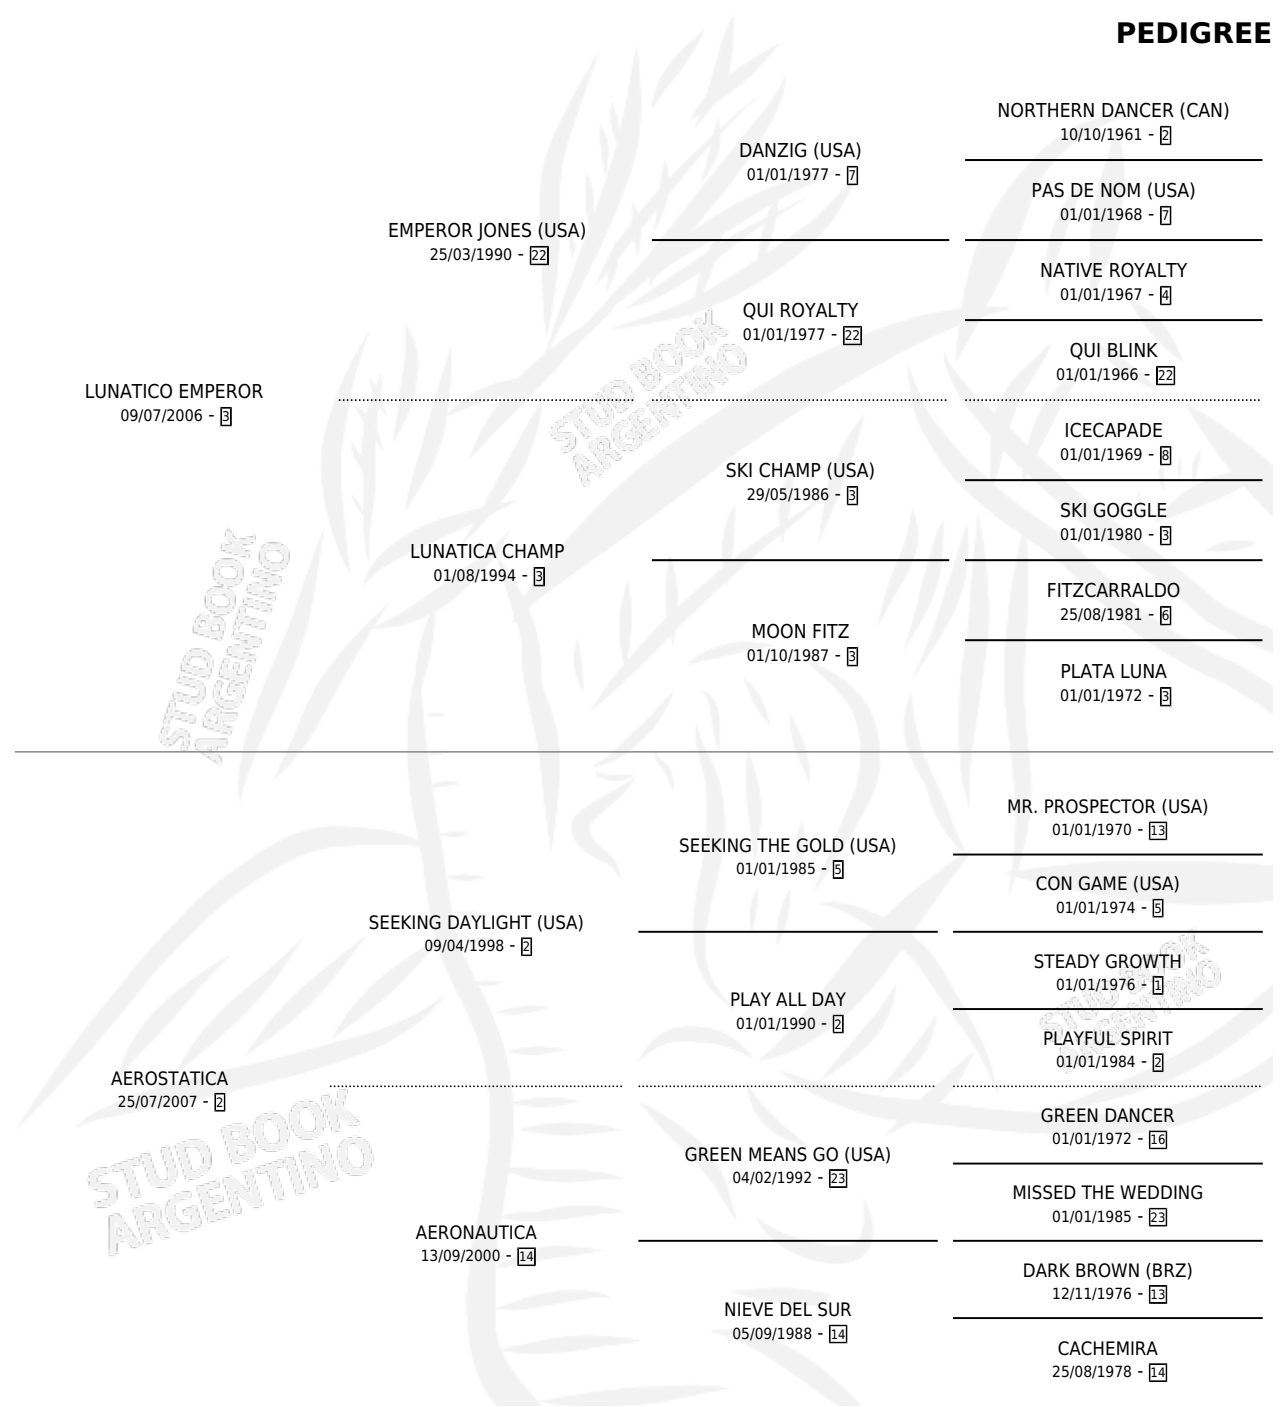 PEDIGREE
NORTHERN DANCER (CAN)
10/10/1961 - 2
DANZIG (USA)
01/01/1977 - 7
PAS DE NOM (USA)
01/01/1968 - 7
EMPEROR JONES (USA)
25/03/1990 - 22
NATIVE ROYALTY
01/01/1967 - 4
QUI ROYALTY
01/01/1977 - 22
QUI BLINK
01/01/1966 - 22
LUNATICO EMPEROR
09/07/2006 - 3
ICECAPADE
01/01/1969 - 8
SKI CHAMP (USA)
29/05/1986 - 3
SKI GOGGLE
01/01/1980 - 3
LUNATICA CHAMP
01/08/1994 - 3
FITZCARRALDO
25/08/1981 - 6
MOON FITZ
01/10/1987 - 3
PLATA LUNA
01/01/1972 - 3
STUD BOOK
ARGENTINO
STUD BOOK
ARGENTINO
MR. PROSPECTOR (USA)
01/01/1970 - 13
SEEKING THE GOLD (USA)
01/01/1985 - 5
CON GAME (USA)
01/01/1974 - 5
SEEKING DAYLIGHT (USA)
09/04/1998 - 2
STEADY GROWTH
01/01/1976 - 1
PLAY ALL DAY
01/01/1990 - 2
PLAYFUL SPIRIT
01/01/1984 - 2
AEROSTATICA
25/07/2007 - 2
GREEN DANCER
01/01/1972 - 16
GREEN MEANS GO (USA)
04/02/1992 - 23
MISSED THE WEDDING
01/01/1985 - 23
AERONAUTICA
13/09/2000 - 14
DARK BROWN (BRZ)
12/11/1976 - 13
NIEVE DEL SUR
05/09/1988 - 14
CACHEMIRA
25/08/1978 - 14
STUD BOOK
ARGENTINO
STUD BOOK
ARGENTINO